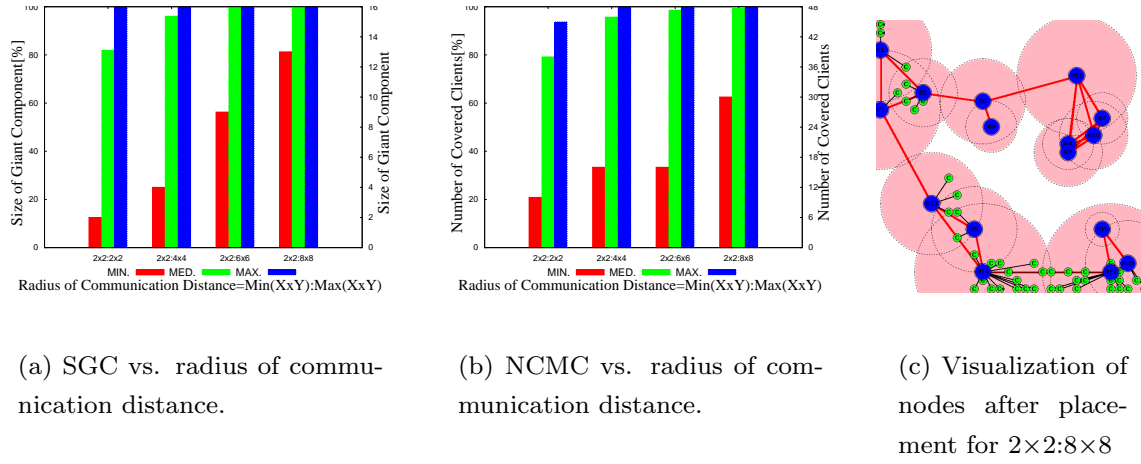 Size of Giant Component[%]
100
80
60
40
20
0
16
14
12
10
8
6
4
2
0
Size of Giant Component
2x2:2x2 2x2:4x4 2x2:6x6 2x2:8x8
MIN. MED. MAX.
Radius of Communication Distance=Min(XxY):Max(XxY)
Number of Covered Clients[%]
100
80
60
40
20
0
48
42
36
30
24
18
12
6
0
Number of Covered Clients
2x2:2x2 2x2:4x4 2x2:6x6 2x2:8x8
MIN. MED. MAX.
Radius of Communication Distance=Min(XxY):Max(XxY)
(a) SGC vs. radius of commu-
nication distance.
(b) NCMC vs. radius of com-
munication distance.
(c) Visualization of
nodes after place-
ment for 2×2:8×8